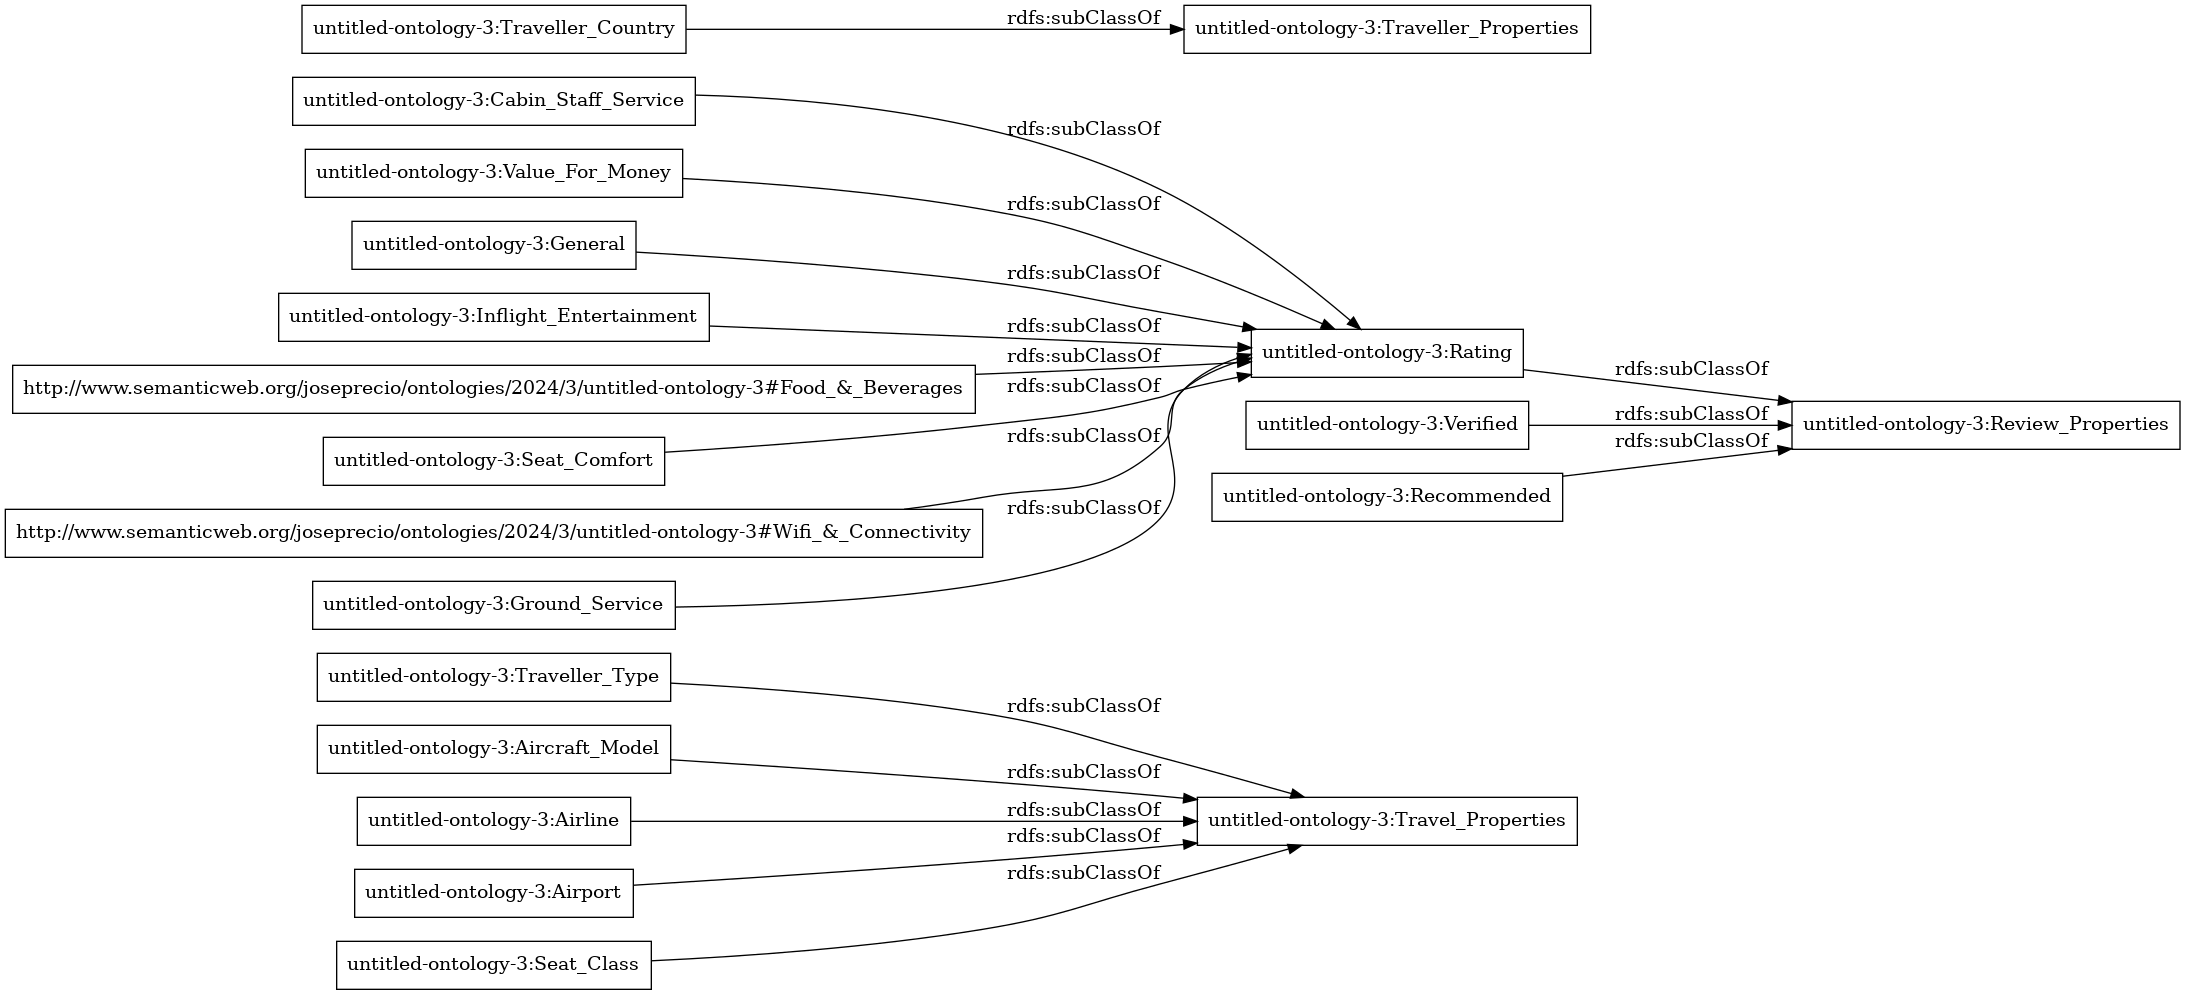 untitled-ontology-3:Traveller_Country
rdfs:subClassOf
untitled-ontology-3:Traveller_Properties
untitled-ontology-3:Cabin_Staff_Service
rdfs:subClassOf
untitled-ontology-3:Value_For_Money
rdfs:subClassOf
untitled-ontology-3:General
rdfs:subClassOf
untitled-ontology-3:Inflight_Entertainment
rdfs:subClassOf
http://www.semanticweb.org/joseprecio/ontologies/2024/3/untitled-ontology-3#Food_&_Beverages
rdfs:subClassOf
untitled-ontology-3:Seat_Comfort
rdfs:subClassOf
http://www.semanticweb.org/joseprecio/ontologies/2024/3/untitled-ontology-3#Wifi_&_Connectivity
rdfs:subClassOf
untitled-ontology-3:Ground_Service
rdfs:subClassOf
untitled-ontology-3:Rating
rdfs:subClassOf
untitled-ontology-3:Verified
rdfs:subClassOf
untitled-ontology-3:Recommended
rdfs:subClassOf
untitled-ontology-3:Review_Properties
untitled-ontology-3:Traveller_Type
rdfs:subClassOf
untitled-ontology-3:Aircraft_Model
rdfs:subClassOf
untitled-ontology-3:Airline
rdfs:subClassOf
untitled-ontology-3:Airport
rdfs:subClassOf
untitled-ontology-3:Seat_Class
rdfs:subClassOf
untitled-ontology-3:Travel_Properties